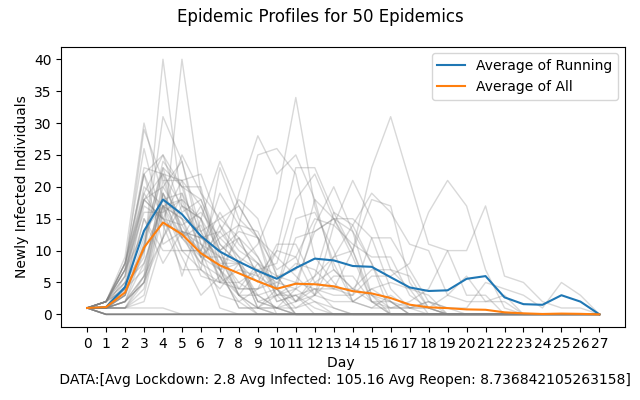 Epidemic Profiles for 50 Epidemics
Average of Running
Average of All
Newly Infected Individuals
40
35
30
25
20
15
10
5
0
0 1 2 3 4 5 6 7 8 9 10 11 12 13 14 15 16 17 18 19 20 21 22 23 24 25 26 27
Day
DATA:[Avg Lockdown: 2.8 Avg Infected: 105.16 Avg Reopen: 8.736842105263158]